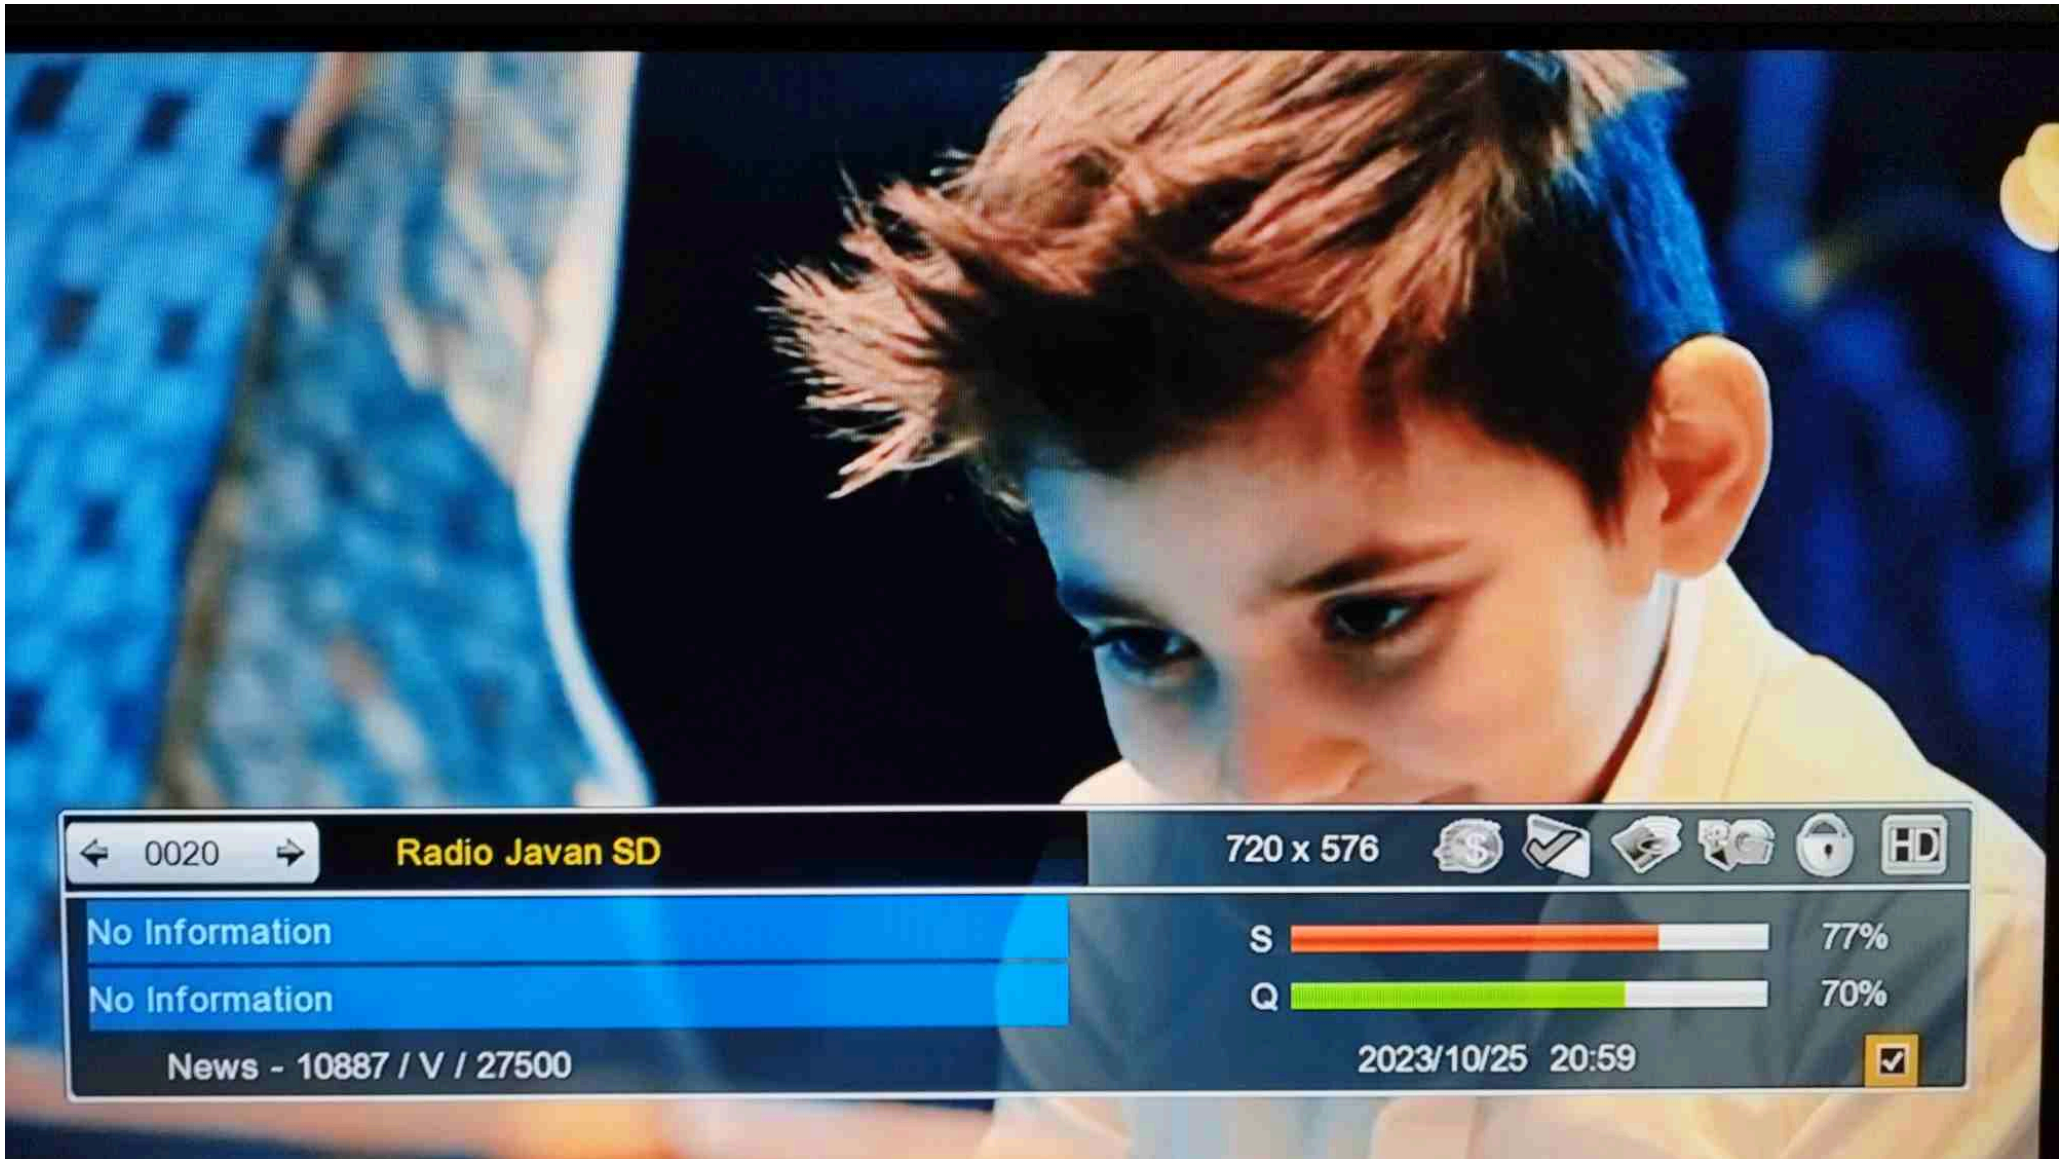 0020
Radio Javan SD
720 x 576
HD
No Information
S 77%
No Information
Q 70%
News - 10887 / V / 27500
2023/10/25 20:59